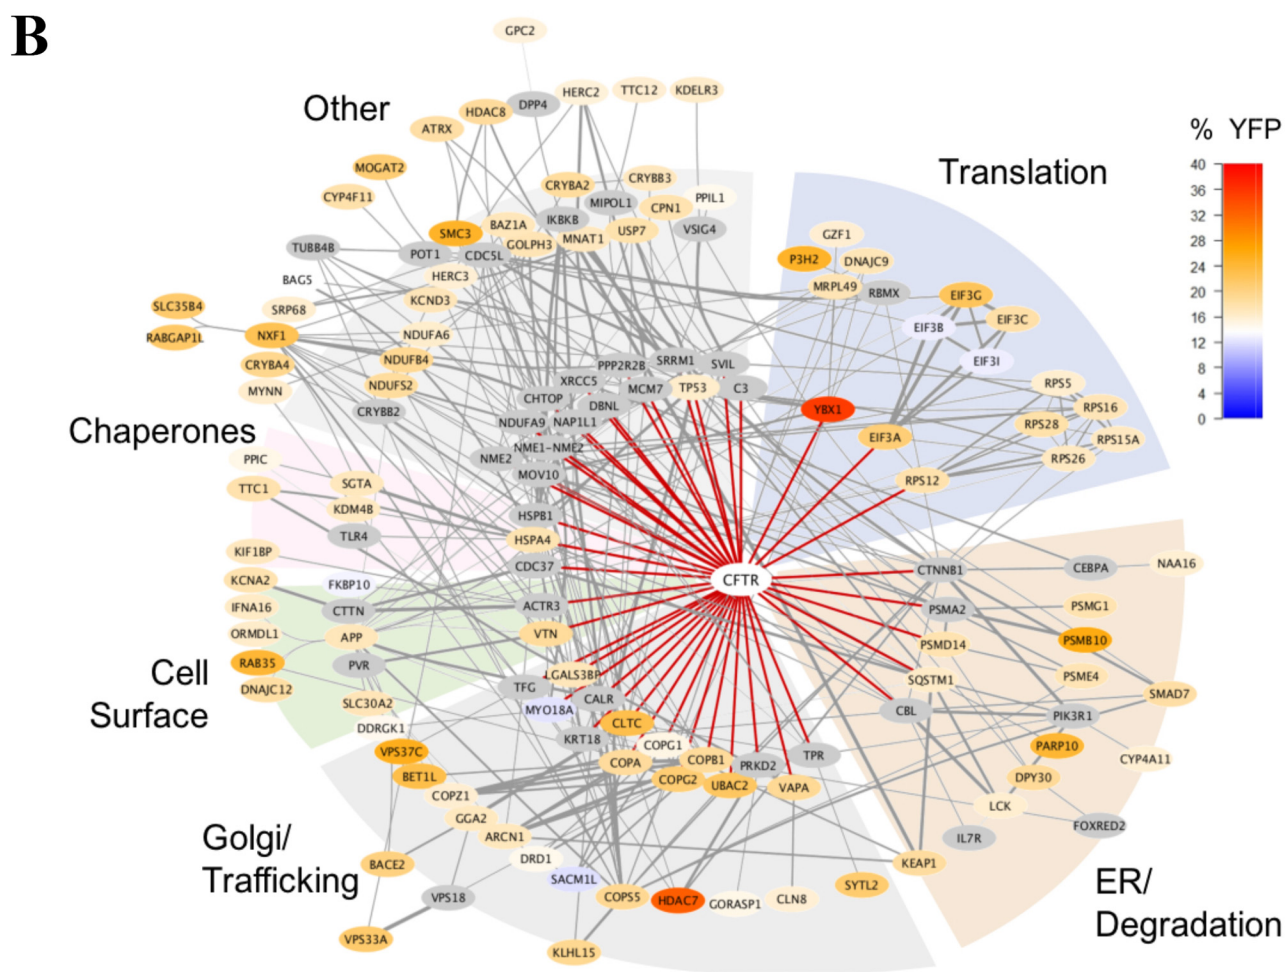 B
GPC2
Other
HDAC8
DPP4
HERC2
TTC12
KDELR3
ATRX
% YFP
40
36
32
28
24
20
16
12
8
4
0
MOGAT2
CYP4F11
CRYBA2
CRYBB3
MIPOL1
CPN1
PPIL1
Translation
SMC3
BAZ1A
IKBKB
GOLPH3
MNAT1
USP7
VSIG4
TUBB4B
POT1
CDC5L
GZF1
P3H2
DNAJC9
BAG5
HERC3
MRPL49
RBMX
EIF3G
SLC35B4
SRP68
KCND3
EIF3B
EIF3C
RABGAP1L
NXF1
NDUFA6
CRYBA4
NDUFB4
PPP2R2B
SRRM1
SVIL
EIF3I
MYNN
NDUFS2
XRCC5
MCM7
TP53
C3
RPS5
CRYBB2
CHTOP
DBNL
YBX1
RPS16
Chaperones
NDUFA9
NAP1L1
EIF3A
RPS28
RPS15A
PPIC
NME2
NME1-NME2
RPS26
TTC1
SGTA
MOV10
RPS12
KDM4B
HSPB1
TLR4
HSPA4
KIF1BP
CDC37
CTNNB1
CEBPA
NAA16
KCNA2
FKBP10
CFTR
IFNA16
CTTN
ACTR3
PSMA2
PSMG1
ORMDL1
APP
VTN
PSMD14
PSMB10
RAB35
PVR
LGALS3BP
SQSTM1
PSME4
DNAJC12
TFG
SMAD7
Cell
Surface
SLC30A2
MYO18A
CALR
CBL
PIK3R1
DDRGK1
CLTC
VPS37C
KRT18
COPG1
TPR
PARP10
CYP4A11
BET1L
COPA
COPB1
PRKD2
COPG2
UBAC2
VAPA
DPY30
COPZ1
LCK
GGA2
FOXRED2
Golgi/
Trafficking
ARCN1
IL7R
BACE2
DRD1
KEAP1
SACM1L
SYTL2
ER/
Degradation
VPS18
COPS5
HDAC7
GORASP1
CLN8
VPS33A
KLHL15